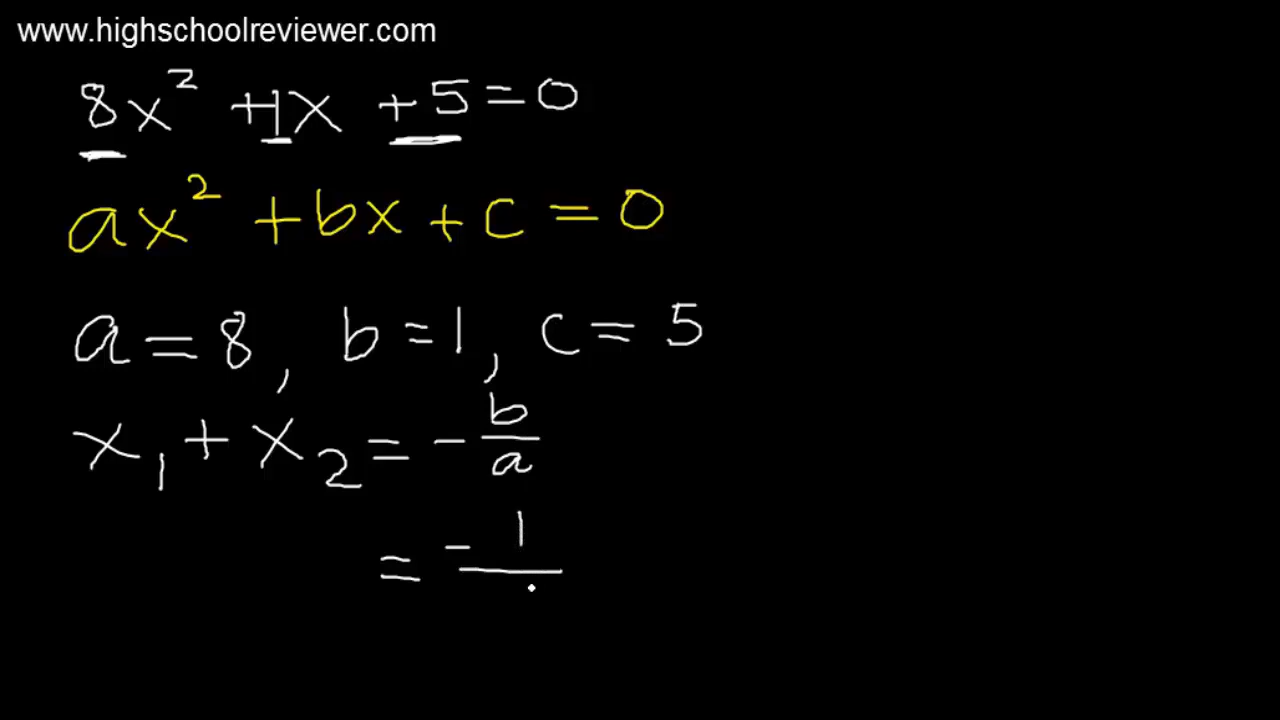 www.highschoolreviewer.com
8x² +1x +5=0
ax² +bx+c=0
a=8, b=1, c=5
x₁+x₂=-b/a
= -1/